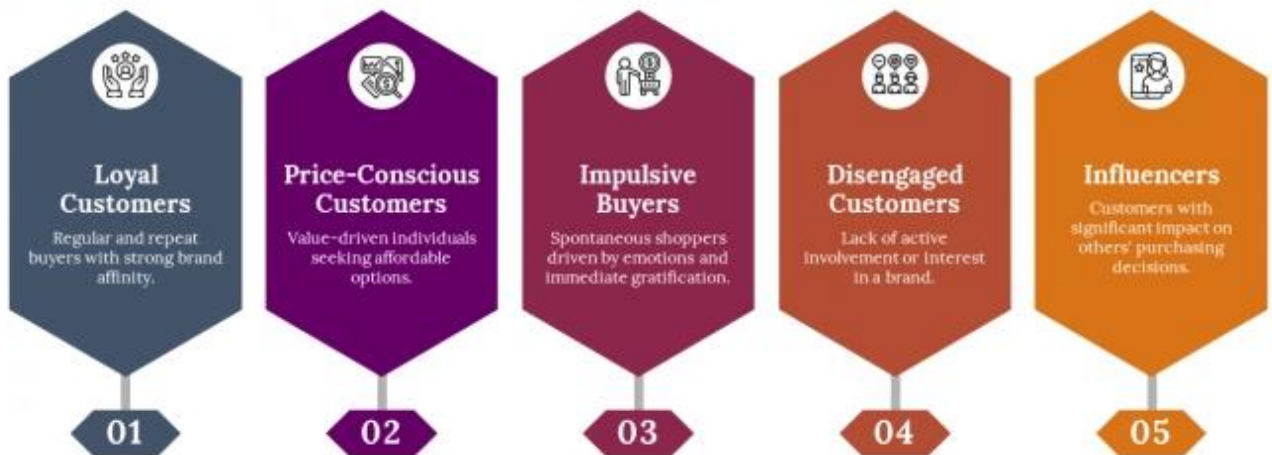 Loyal
Customers
Regular and repeat
buyers with strong brand
affinity.
01
Price-Conscious
Customers
Value-driven individuals
seeking affordable
options.
02
Impulsive
Buyers
Spontaneous shoppers
driven by emotions and
immediate gratification.
03
Disengaged
Customers
Lack of active
involvement or interest
in a brand.
04
Influencers
Customers with
significant impact on
others' purchasing
decisions.
05